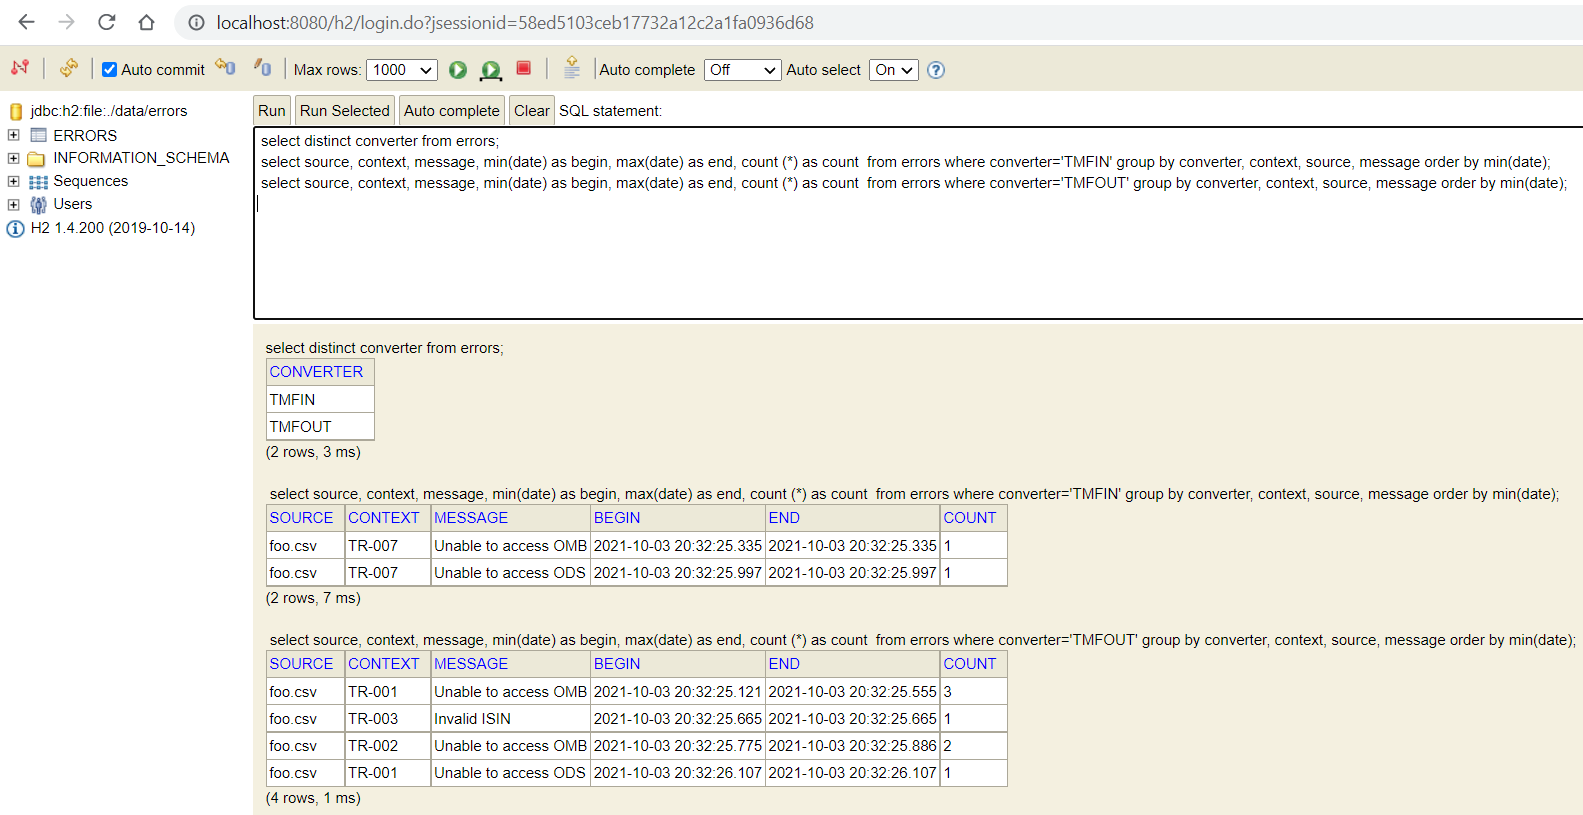 localhost:8080/h2/login.do?jsessionid=58ed5103ceb17732a12c2a1fa0936d68
Auto commit Max rows: 1000 Auto complete Off Auto select On ?
jdbc:h2:file:./data/errors
ERRORS
INFORMATION_SCHEMA
Sequences
Users
H2 1.4.200 (2019-10-14)
Run Run Selected Auto complete Clear SQL statement:
select distinct converter from errors;
select source, context, message, min(date) as begin, max(date) as end, count (*) as count  from errors where converter='TMFIN' group by converter, context, source, message order by min(date);
select source, context, message, min(date) as begin, max(date) as end, count (*) as count  from errors where converter='TMFOUT' group by converter, context, source, message order by min(date);
select distinct converter from errors;
CONVERTER
TMFIN
TMFOUT
(2 rows, 3 ms)
select source, context, message, min(date) as begin, max(date) as end, count (*) as count  from errors where converter='TMFIN' group by converter, context, source, message order by min(date);
SOURCE CONTEXT MESSAGE BEGIN END COUNT
foo.csv TR-007 Unable to access OMB 2021-10-03 20:32:25.335 2021-10-03 20:32:25.335 1
foo.csv TR-007 Unable to access ODS 2021-10-03 20:32:25.997 2021-10-03 20:32:25.997 1
(2 rows, 7 ms)
select source, context, message, min(date) as begin, max(date) as end, count (*) as count  from errors where converter='TMFOUT' group by converter, context, source, message order by min(date);
SOURCE CONTEXT MESSAGE BEGIN END COUNT
foo.csv TR-001 Unable to access OMB 2021-10-03 20:32:25.121 2021-10-03 20:32:25.555 3
foo.csv TR-003 Invalid ISIN 2021-10-03 20:32:25.665 2021-10-03 20:32:25.665 1
foo.csv TR-002 Unable to access OMB 2021-10-03 20:32:25.775 2021-10-03 20:32:25.886 2
foo.csv TR-001 Unable to access ODS 2021-10-03 20:32:26.107 2021-10-03 20:32:26.107 1
(4 rows, 1 ms)